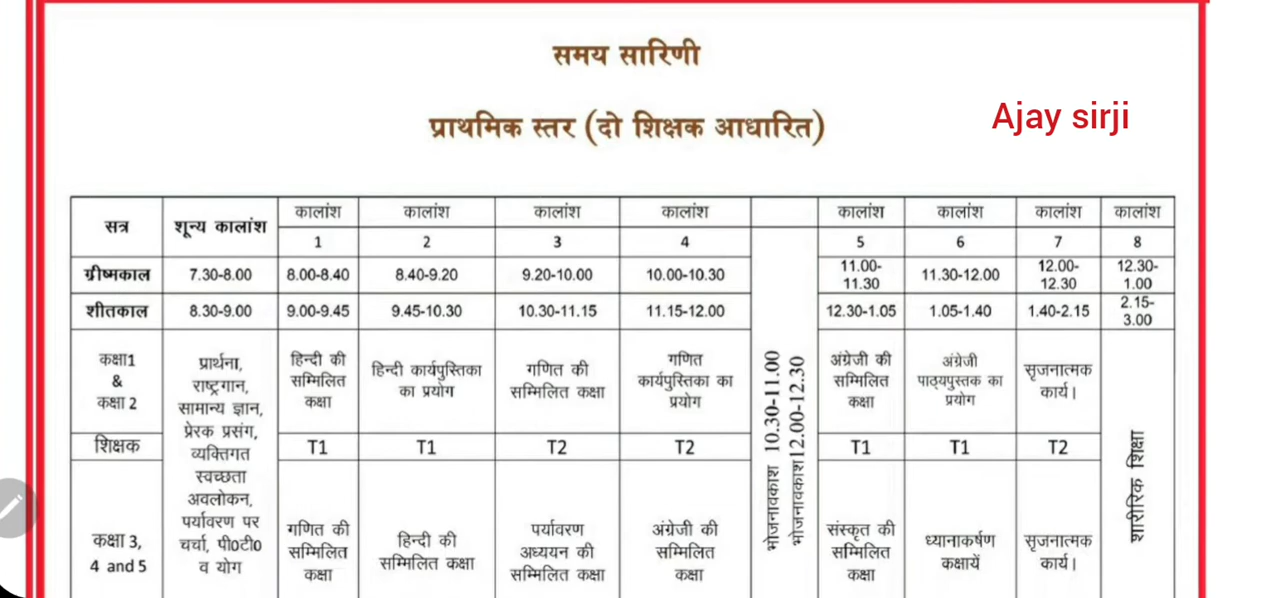 समय सारिणी
प्राथमिक स्तर (दो शिक्षक आधारित)
Ajay sirji
सत्र शून्य कालांश कालांश कालांश कालांश कालांश कालांश कालांश कालांश कालांश
1 2 3 4 5 6 7 8
ग्रीष्मकाल 7.30-8.00 8.00-8.40 8.40-9.20 9.20-10.00 10.00-10.30 11.00-11.30 11.30-12.00 12.00-12.30 12.30-1.00
शीतकाल 8.30-9.00 9.00-9.45 9.45-10.30 10.30-11.15 11.15-12.00 12.30-1.05 1.05-1.40 1.40-2.15 2.15-3.00
कक्षा1
&
कक्षा 2
प्रार्थना,
राष्ट्रगान,
सामान्य ज्ञान,
प्रेरक प्रसंग,
व्यक्तिगत
स्वच्छता
अवलोकन,
पर्यावरण पर
चर्चा, पी0टी0
व योग
हिन्दी की
सम्मिलित
कक्षा
हिन्दी कार्यपुस्तिका
का प्रयोग
गणित की
सम्मिलित कक्षा
गणित
कार्यपुस्तिका का
प्रयोग
भोजनावकाश 10.30-11.00
भोजनावकाश12.00-12.30
अंग्रेजी की
सम्मिलित
कक्षा
अंग्रेजी
पाठ्यपुस्तक का
प्रयोग
सृजनात्मक
कार्य।
शारीरिक शिक्षा
शिक्षक T1 T1 T2 T2 T1 T1 T2
कक्षा 3,
4 and 5
गणित की
सम्मिलित
कक्षा
हिन्दी की
सम्मिलित कक्षा
पर्यावरण
अध्ययन की
सम्मिलित कक्षा
अंग्रेजी की
सम्मिलित
कक्षा
संस्कृत की
सम्मिलित
कक्षा
ध्यानाकर्षण
कक्षायें
सृजनात्मक
कार्य।